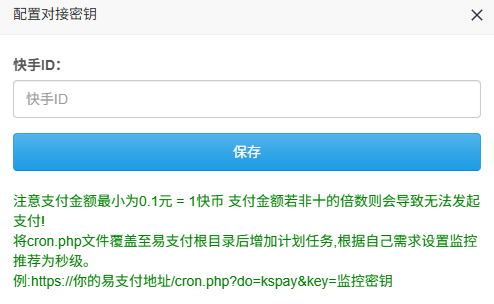 配置对接密钥
快手ID：
快手ID
保存
注意支付金额最小为0.1元 = 1快币 支付金额若非十的倍数则会导致无法发起
支付!
将cron.php文件覆盖至易支付根目录后增加计划任务,根据自己需求设置监控
推荐为秒级。
例:https://你的易支付地址/cron.php?do=kspay&key=监控密钥